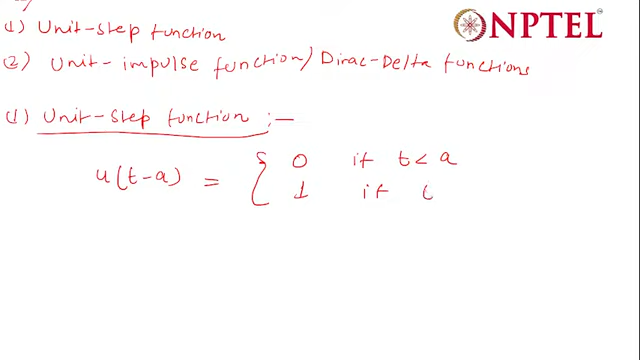 NPTEL
(1) Unit-step function
(2) Unit-impulse function/Dirac-Delta functions
(1) Unit-step function :—
u(t-a) = { 0 if t < a
1 if (